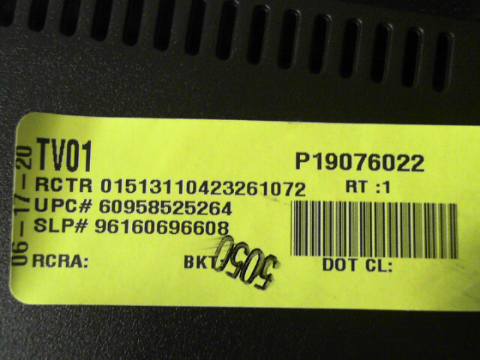 06-17-20
TV01 P19076022
RCTR 01513110423261072 RT :1
UPC# 60958525264
SLP# 96160696608
RCRA: BKT: 5050 DOT CL: